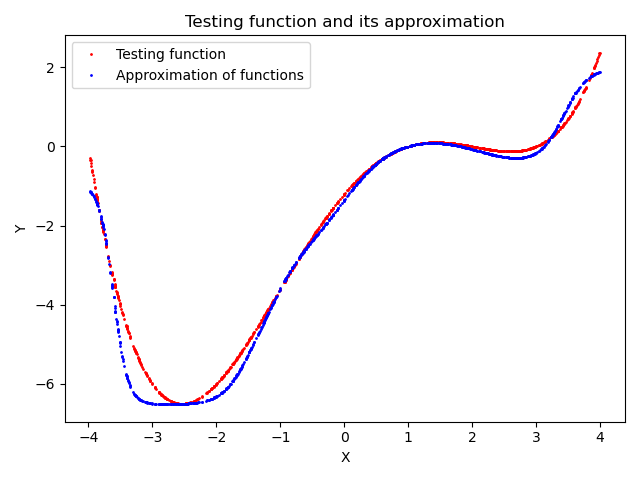 Testing function and its approximation
Testing function
Approximation of functions
Y
2
0
−2
−4
−6
−4
−3
−2
−1
0
1
2
3
4
X